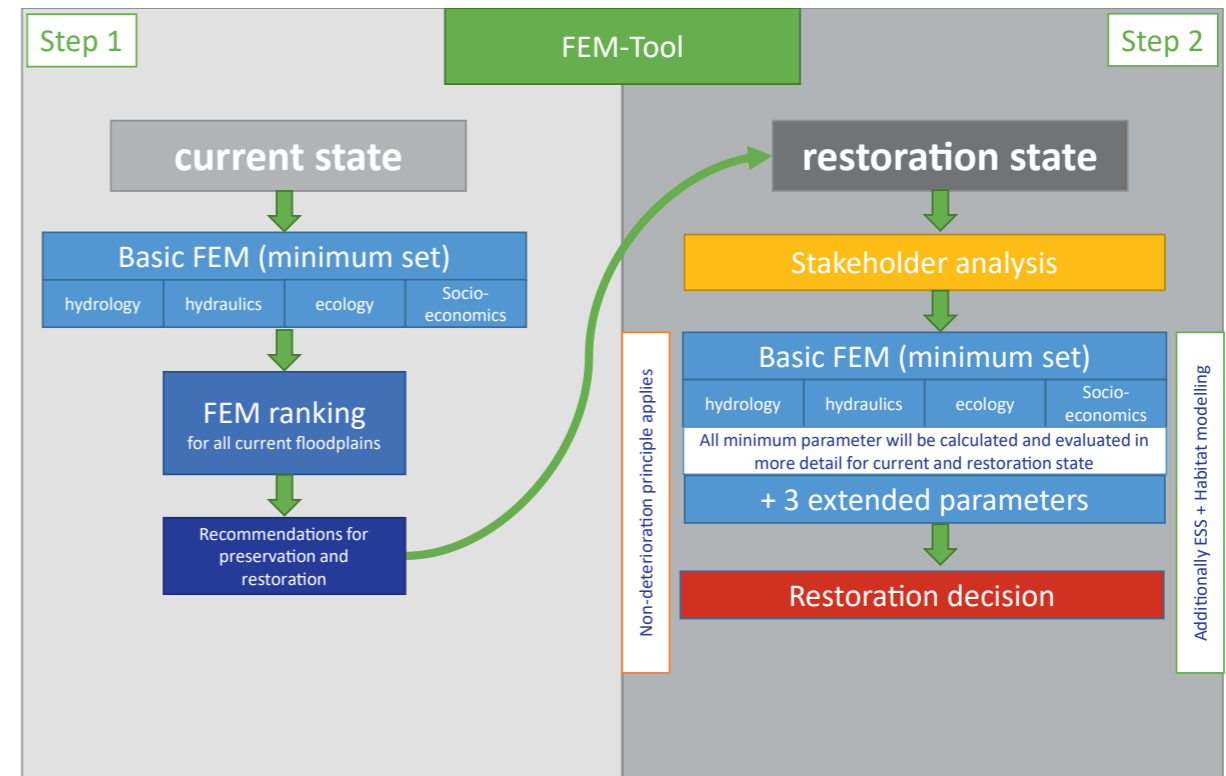 Step 1
FEM-Tool
Step 2
current state
Basic FEM (minimum set)
hydrology
hydraulics
ecology
Socio-
economics
FEM ranking
for all current floodplains
Recommendations for
preservation and
restoration
restoration state
Stakeholder analysis
Non-deterioration principle applies
Basic FEM (minimum set)
hydrology
hydraulics
ecology
Socio-
economics
All minimum parameter will be calculated and evaluated in
more detail for current and restoration state
+ 3 extended parameters
Restoration decision
Additionally ESS + Habitat modelling